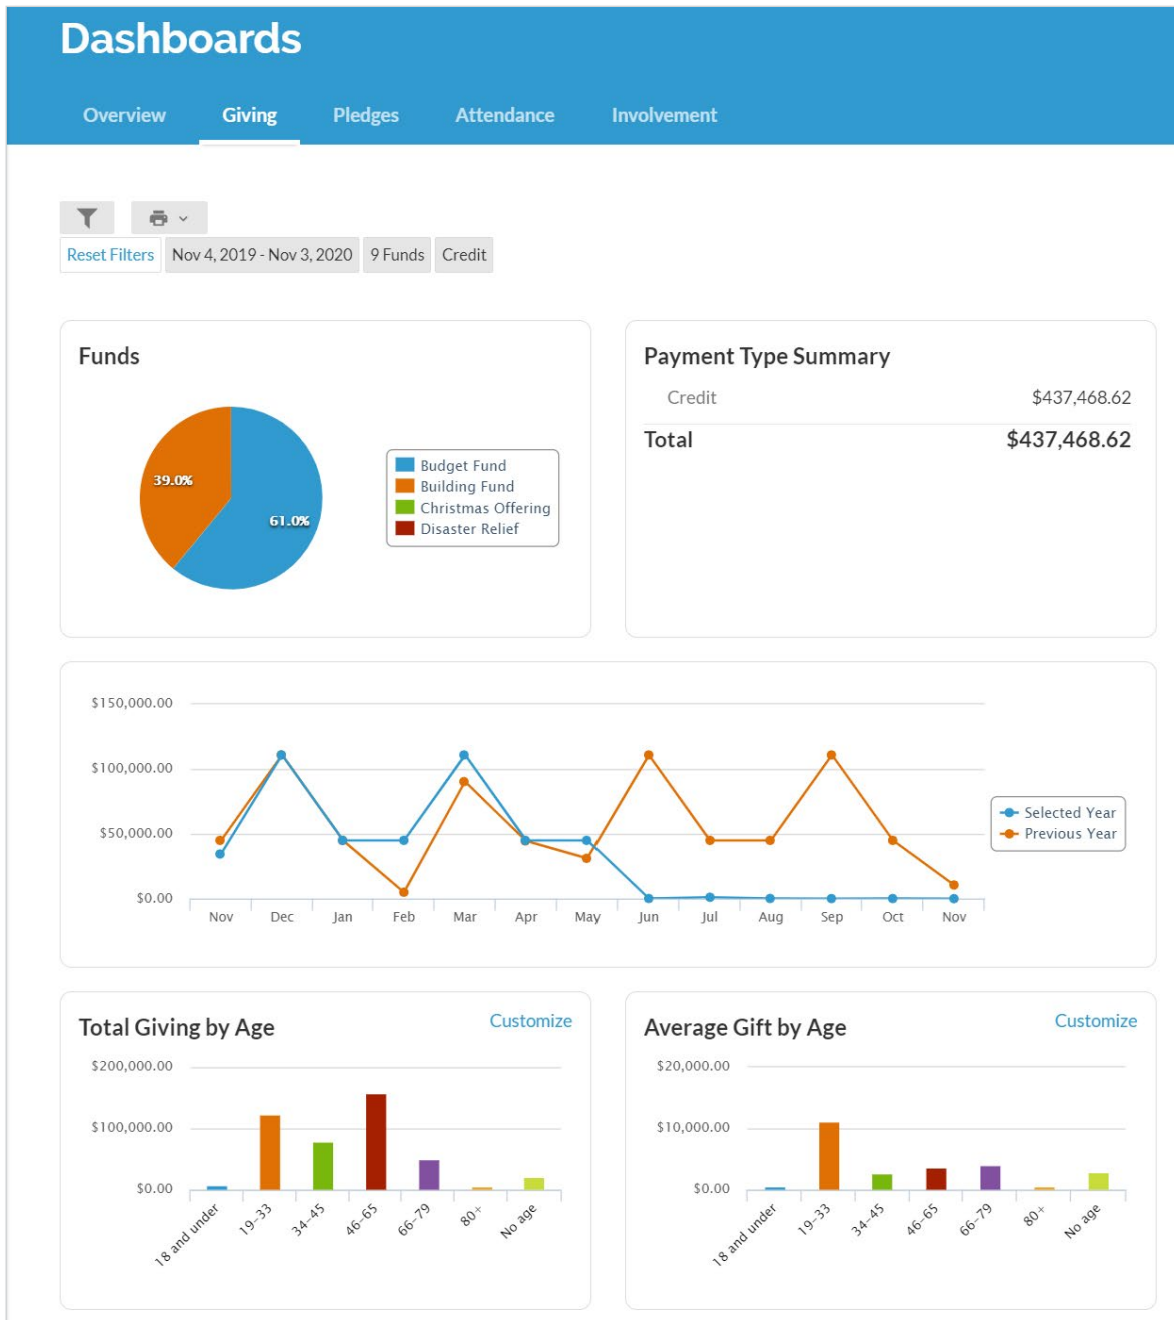 Dashboards
Overview Giving Pledges Attendance Involvement
Reset Filters Nov 4, 2019 - Nov 3, 2020 9 Funds Credit
Funds
39.0%
61.0%
Budget Fund
Building Fund
Christmas Offering
Disaster Relief
Payment Type Summary
Credit $437,468.62
Total $437,468.62
$150,000.00
$100,000.00
$50,000.00
$0.00
Nov Dec Jan Feb Mar Apr May Jun Jul Aug Sep Oct Nov
Selected Year
Previous Year
Total Giving by Age Customize
$200,000.00
$100,000.00
$0.00
18 and under 19-33 34-45 46-65 66-79 80+ No age
Average Gift by Age Customize
$20,000.00
$10,000.00
$0.00
18 and under 19-33 34-45 46-65 66-79 80+ No age